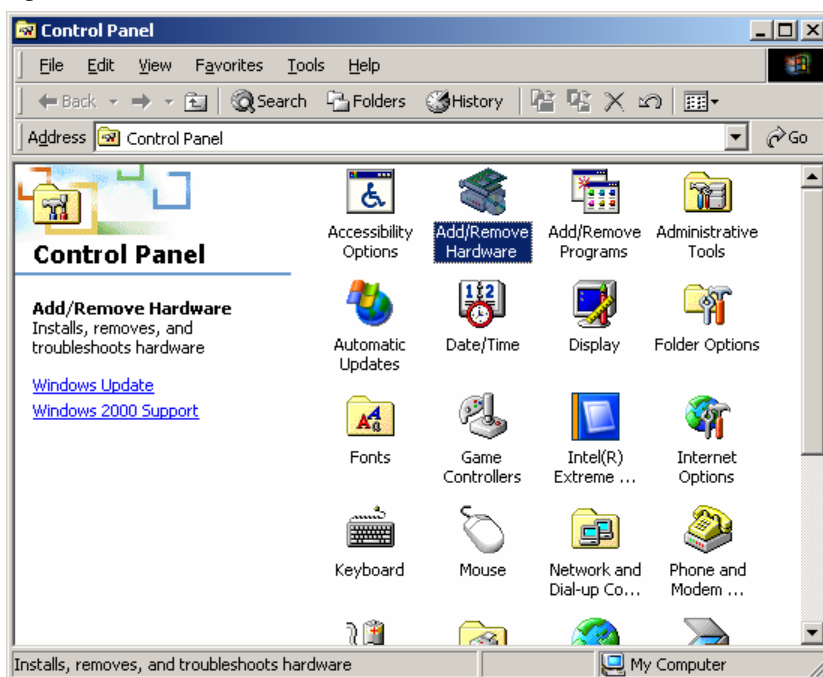 Control Panel
File Edit View Favorites Tools Help
Back Search Folders History
Address Control Panel Go
Control Panel
Add/Remove Hardware
Installs, removes, and
troubleshoots hardware
Windows Update
Windows 2000 Support
Accessibility
Options
Add/Remove
Hardware
Add/Remove
Programs
Administrative
Tools
Automatic
Updates
Date/Time
Display
Folder Options
Fonts
Game
Controllers
Intel(R)
Extreme ...
Internet
Options
Keyboard
Mouse
Network and
Dial-up Co...
Phone and
Modem ...
Installs, removes, and troubleshoots hardware
My Computer